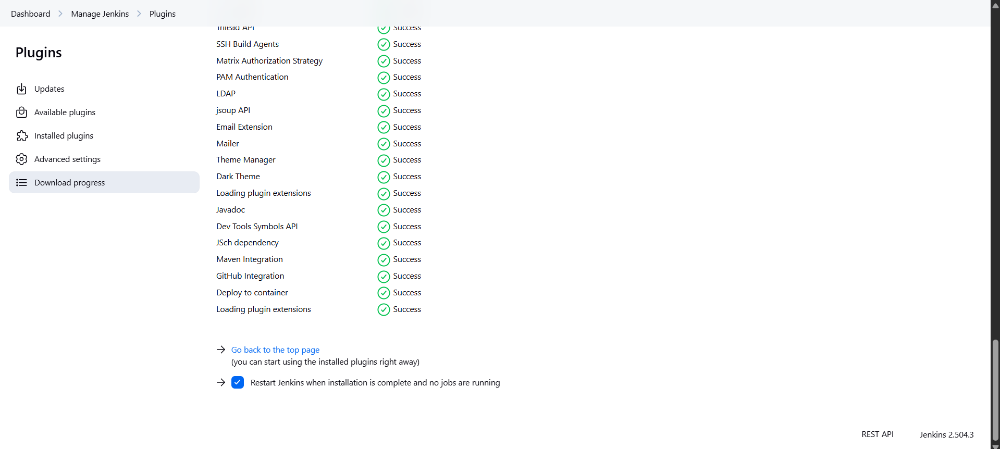 Dashboard > Manage Jenkins > Plugins
Plugins
Updates
Available plugins
Installed plugins
Advanced settings
Download progress
API Success
SSH Build Agents Success
Matrix Authorization Strategy Success
PAM Authentication Success
LDAP Success
jsoup API Success
Email Extension Success
Mailer Success
Theme Manager Success
Dark Theme Success
Loading plugin extensions Success
Javadoc Success
Dev Tools Symbols API Success
JSch dependency Success
Maven Integration Success
GitHub Integration Success
Deploy to container Success
Loading plugin extensions Success
Go back to the top page
(you can start using the installed plugins right away)
Restart Jenkins when installation is complete and no jobs are running
REST API Jenkins 2.504.3